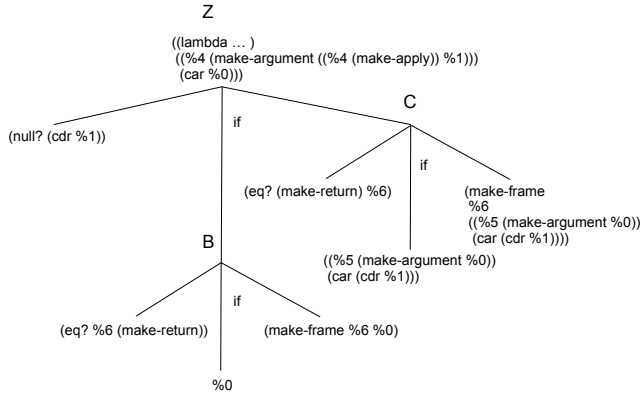 Z
((lambda … )
((%4 (make-argument ((%4 (make-apply)) %1)))
(car %0)))
C
(null? (cdr %1))
if
if
(eq? (make-return) %6)
(make-frame
%6
((%5 (make-argument %0))
(car (cdr %1))))
B
((%5 (make-argument %0))
(car (cdr %1)))
if
(eq? %6 (make-return))
(make-frame %6 %0)
%0